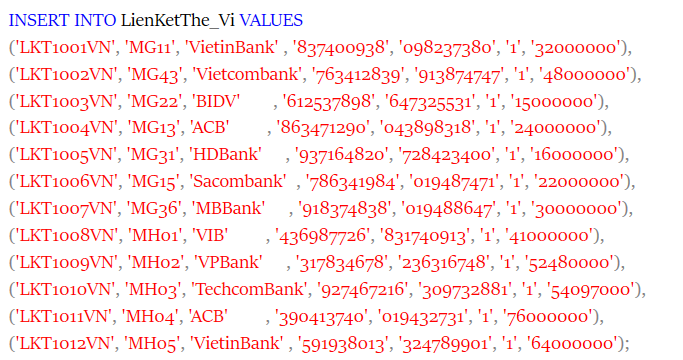 INSERT INTO LienKetThe_Vi VALUES
('LKT1001VN', 'MG11', 'VietinBank' , '837400938', '098237380', '1', '32000000'),
('LKT1002VN', 'MG43', 'Vietcombank', '763412839', '913874747', '1', '48000000'),
('LKT1003VN', 'MG22', 'BIDV' , '612537898', '647325531', '1', '15000000'),
('LKT1004VN', 'MG13', 'ACB' , '863471290', '043898318', '1', '24000000'),
('LKT1005VN', 'MG31', 'HDBank' , '937164820', '728423400', '1', '16000000'),
('LKT1006VN', 'MG15', 'Sacombank' , '786341984', '019487471', '1', '22000000'),
('LKT1007VN', 'MG36', 'MBBank' , '918374838', '019488647', '1', '30000000'),
('LKT1008VN', 'MH01', 'VIB' , '436987726', '831740913', '1', '41000000'),
('LKT1009VN', 'MH02', 'VPBank' , '317834678', '236316748', '1', '52480000'),
('LKT1010VN', 'MH03', 'TechcomBank', '927467216', '309732881', '1', '54097000'),
('LKT1011VN', 'MH04', 'ACB' , '390413740', '019432731', '1', '76000000'),
('LKT1012VN', 'MH05', 'VietinBank' , '591938013', '324789901', '1', '64000000');